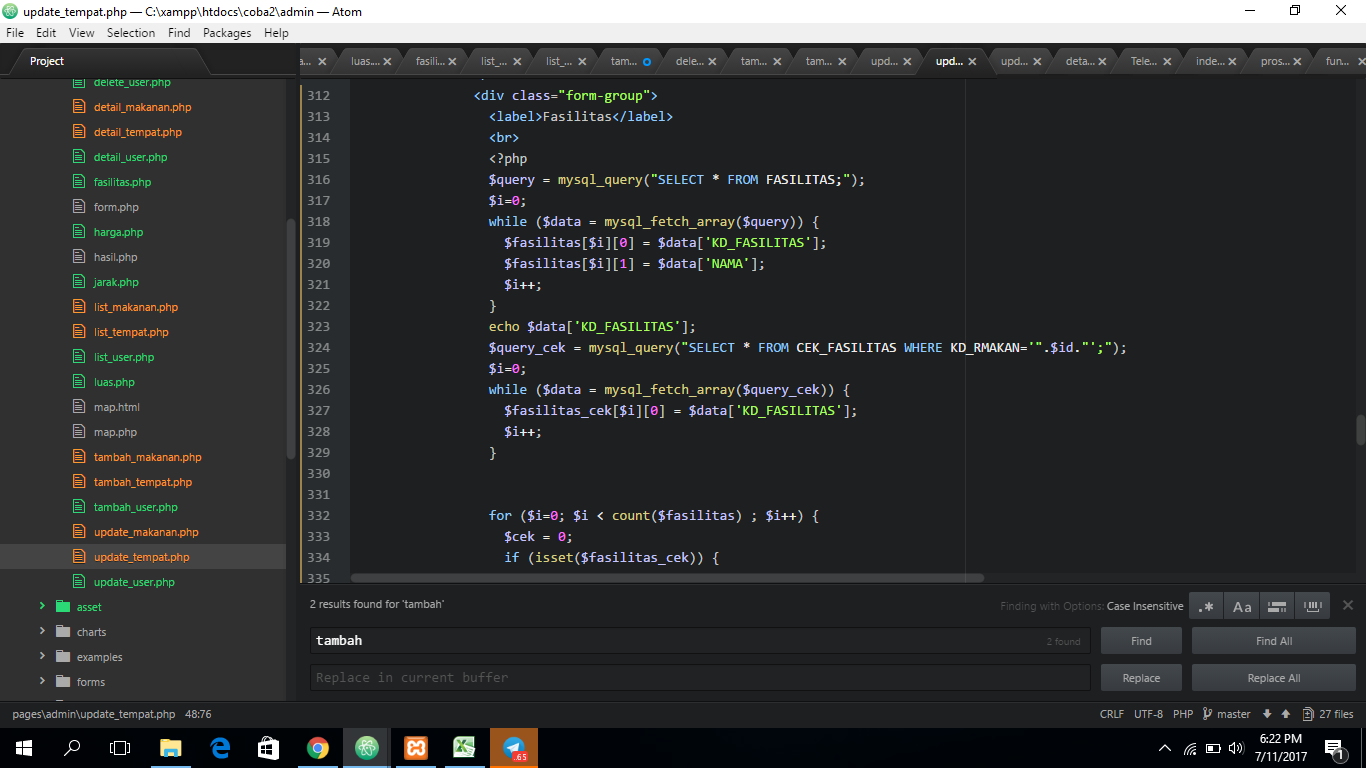 update_tempat.php — C:\xampp\htdocs\coba2\admin — Atom
File Edit View Selection Find Packages Help
Project
a... luas.... fasili... list_... list_... tam... dele... tam... tam... upd... upd... upd... deta... Tele... inde... pros... fun...
delete_user.php
detail_makanan.php
detail_tempat.php
detail_user.php
fasilitas.php
form.php
harga.php
hasil.php
jarak.php
list_makanan.php
list_tempat.php
list_user.php
luas.php
map.html
map.php
tambah_makanan.php
tambah_tempat.php
tambah_user.php
update_makanan.php
update_tempat.php
update_user.php
asset
charts
examples
forms
312 <div class="form-group">
313 <label>Fasilitas</label>
314 <br>
315 <?php
316 $query = mysql_query("SELECT * FROM FASILITAS;");
317 $i=0;
318 while ($data = mysql_fetch_array($query)) {
319 $fasilitas[$i][0] = $data['KD_FASILITAS'];
320 $fasilitas[$i][1] = $data['NAMA'];
321 $i++;
322 }
323 echo $data['KD_FASILITAS'];
324 $query_cek = mysql_query("SELECT * FROM CEK_FASILITAS WHERE KD_RMAKAN='".$id."';");
325 $i=0;
326 while ($data = mysql_fetch_array($query_cek)) {
327 $fasilitas_cek[$i][0] = $data['KD_FASILITAS'];
328 $i++;
329 }
330
331
332 for ($i=0; $i < count($fasilitas) ; $i++) {
333 $cek = 0;
334 if (isset($fasilitas_cek)) {
335
2 results found for 'tambah'
Finding with Options: Case Insensitive
.* Aa
tambah 2 found Find Find All
Replace in current buffer Replace Replace All
pages\admin\update_tempat.php 48:76 CRLF UTF-8 PHP master 27 files
.65
6:22 PM
7/11/2017
1